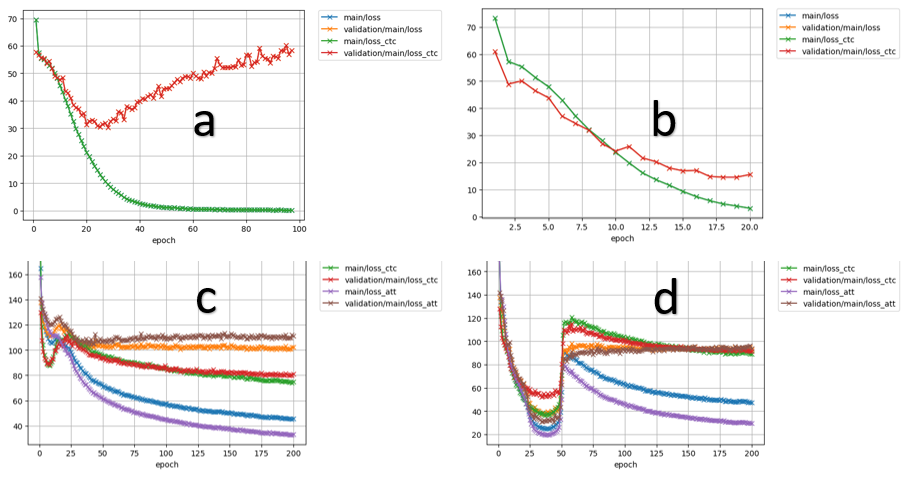 70
60
50
40
30
20
10
0
0 20 40 60 80 100
epoch
a
main/loss
validation/main/loss
main/loss_ctc
validation/main/loss_ctc
70
60
50
40
30
20
10
0
2.5 5.0 7.5 10.0 12.5 15.0 17.5 20.0
epoch
b
main/loss
validation/main/loss
main/loss_ctc
validation/main/loss_ctc
160
140
120
100
80
60
40
0 25 50 75 100 125 150 175 200
epoch
c
main/loss_ctc
validation/main/loss_ctc
main/loss_att
validation/main/loss_att
160
140
120
100
80
60
40
20
0 25 50 75 100 125 150 175 200
epoch
d
main/loss_ctc
validation/main/loss_ctc
main/loss_att
validation/main/loss_att